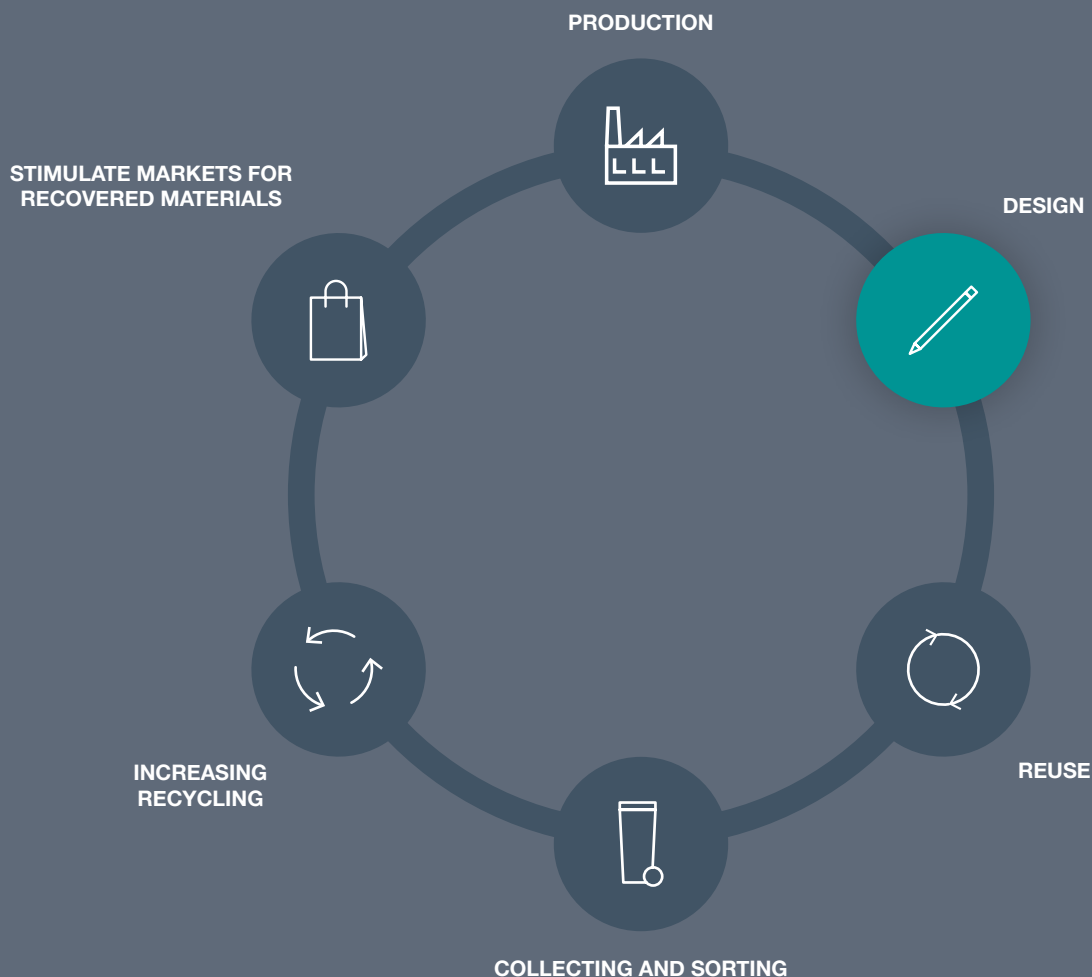 PRODUCTION
STIMULATE MARKETS FOR
RECOVERED MATERIALS
DESIGN
INCREASING
RECYCLING
REUSE
COLLECTING AND SORTING